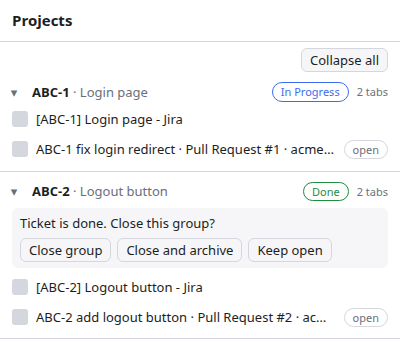 Projects
Collapse all
▾ ABC-1 · Login page In Progress 2 tabs
[ABC-1] Login page - Jira
ABC-1 fix login redirect · Pull Request #1 · acme... open
▾ ABC-2 · Logout button Done 2 tabs
Ticket is done. Close this group?
Close group Close and archive Keep open
[ABC-2] Logout button - Jira
ABC-2 add logout button · Pull Request #2 · ac... open